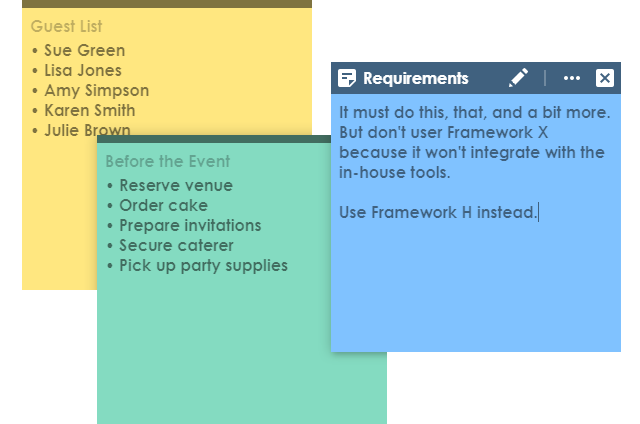 Guest List
• Sue Green
• Lisa Jones
• Amy Simpson
• Karen Smith
• Julie Brown
Before the Event
• Reserve venue
• Order cake
• Prepare invitations
• Secure caterer
• Pick up party supplies
Requirements
It must do this, that, and a bit more.
But don't user Framework X
because it won't integrate with the
in-house tools.
Use Framework H instead.